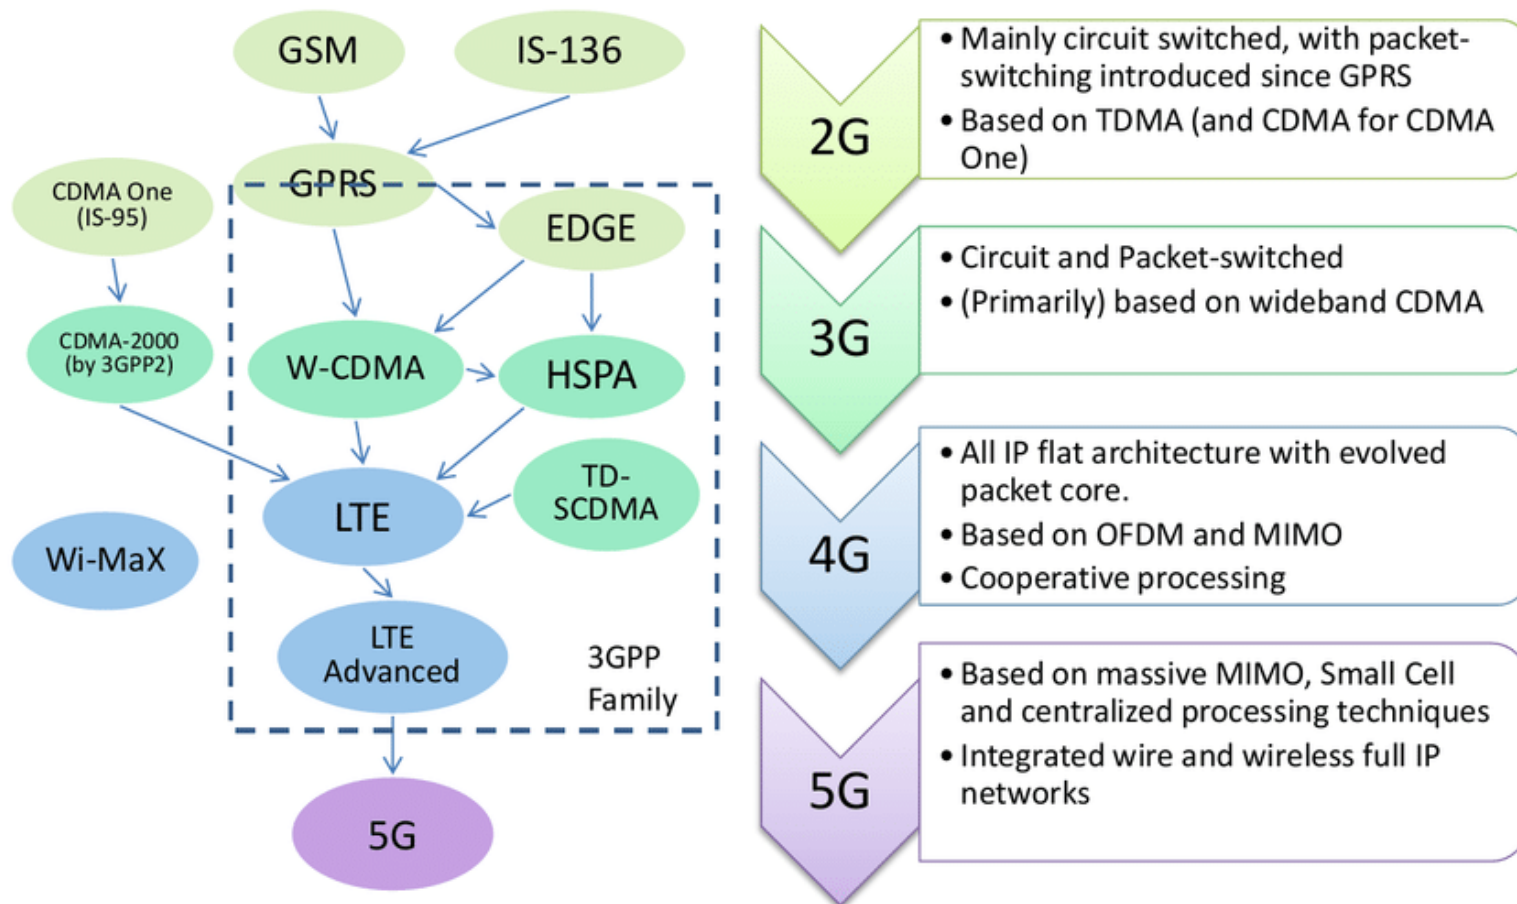 GSM
IS-136
GPRS
CDMA One
(IS-95)
EDGE
CDMA-2000
(by 3GPP2)
W-CDMA
HSPA
TD-
SCDMA
LTE
Wi-MaX
LTE
Advanced
3GPP
Family
5G
2G
• Mainly circuit switched, with packet-
switching introduced since GPRS
• Based on TDMA (and CDMA for CDMA
One)
3G
• Circuit and Packet-switched
• (Primarily) based on wideband CDMA
4G
• All IP flat architecture with evolved
packet core.
• Based on OFDM and MIMO
• Cooperative processing
5G
• Based on massive MIMO, Small Cell
and centralized processing techniques
• Integrated wire and wireless full IP
networks